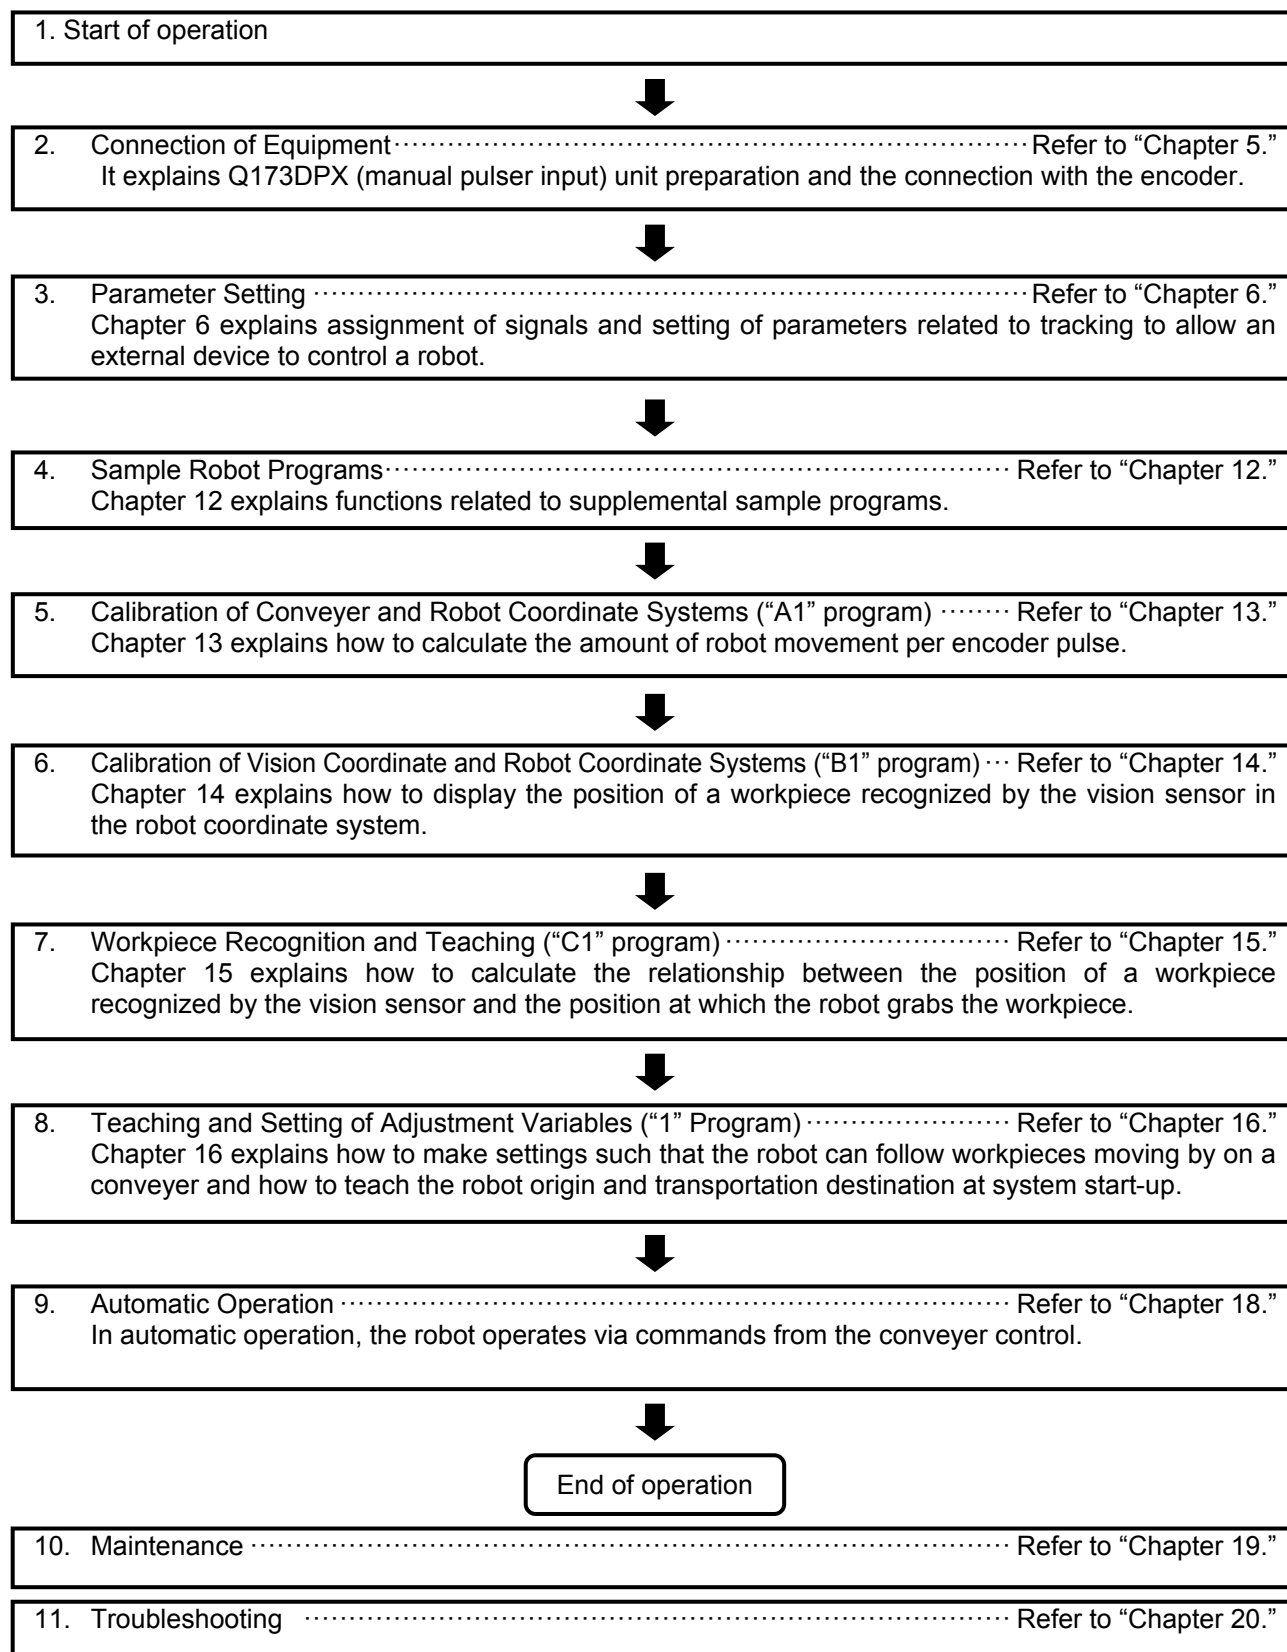 1. Start of operation
2. Connection of Equipment·····································Refer to “Chapter 5.”
It explains Q173DPX (manual pulser input) unit preparation and the connection with the encoder.
3. Parameter Setting ·····································Refer to “Chapter 6.”
Chapter 6 explains assignment of signals and setting of parameters related to tracking to allow an
external device to control a robot.
4. Sample Robot Programs····································· Refer to “Chapter 12.”
Chapter 12 explains functions related to supplemental sample programs.
5. Calibration of Conveyer and Robot Coordinate Systems (“A1” program) ········ Refer to “Chapter 13.”
Chapter 13 explains how to calculate the amount of robot movement per encoder pulse.
6. Calibration of Vision Coordinate and Robot Coordinate Systems (“B1” program) ··· Refer to “Chapter 14.”
Chapter 14 explains how to display the position of a workpiece recognized by the vision sensor in
the robot coordinate system.
7. Workpiece Recognition and Teaching (“C1” program) ································ Refer to “Chapter 15.”
Chapter 15 explains how to calculate the relationship between the position of a workpiece
recognized by the vision sensor and the position at which the robot grabs the workpiece.
8. Teaching and Setting of Adjustment Variables (“1” Program) ······················· Refer to “Chapter 16.”
Chapter 16 explains how to make settings such that the robot can follow workpieces moving by on a
conveyer and how to teach the robot origin and transportation destination at system start-up.
9. Automatic Operation ····································· Refer to “Chapter 18.”
In automatic operation, the robot operates via commands from the conveyer control.
End of operation
10. Maintenance ····································· Refer to “Chapter 19.”
11. Troubleshooting ····································· Refer to “Chapter 20.”